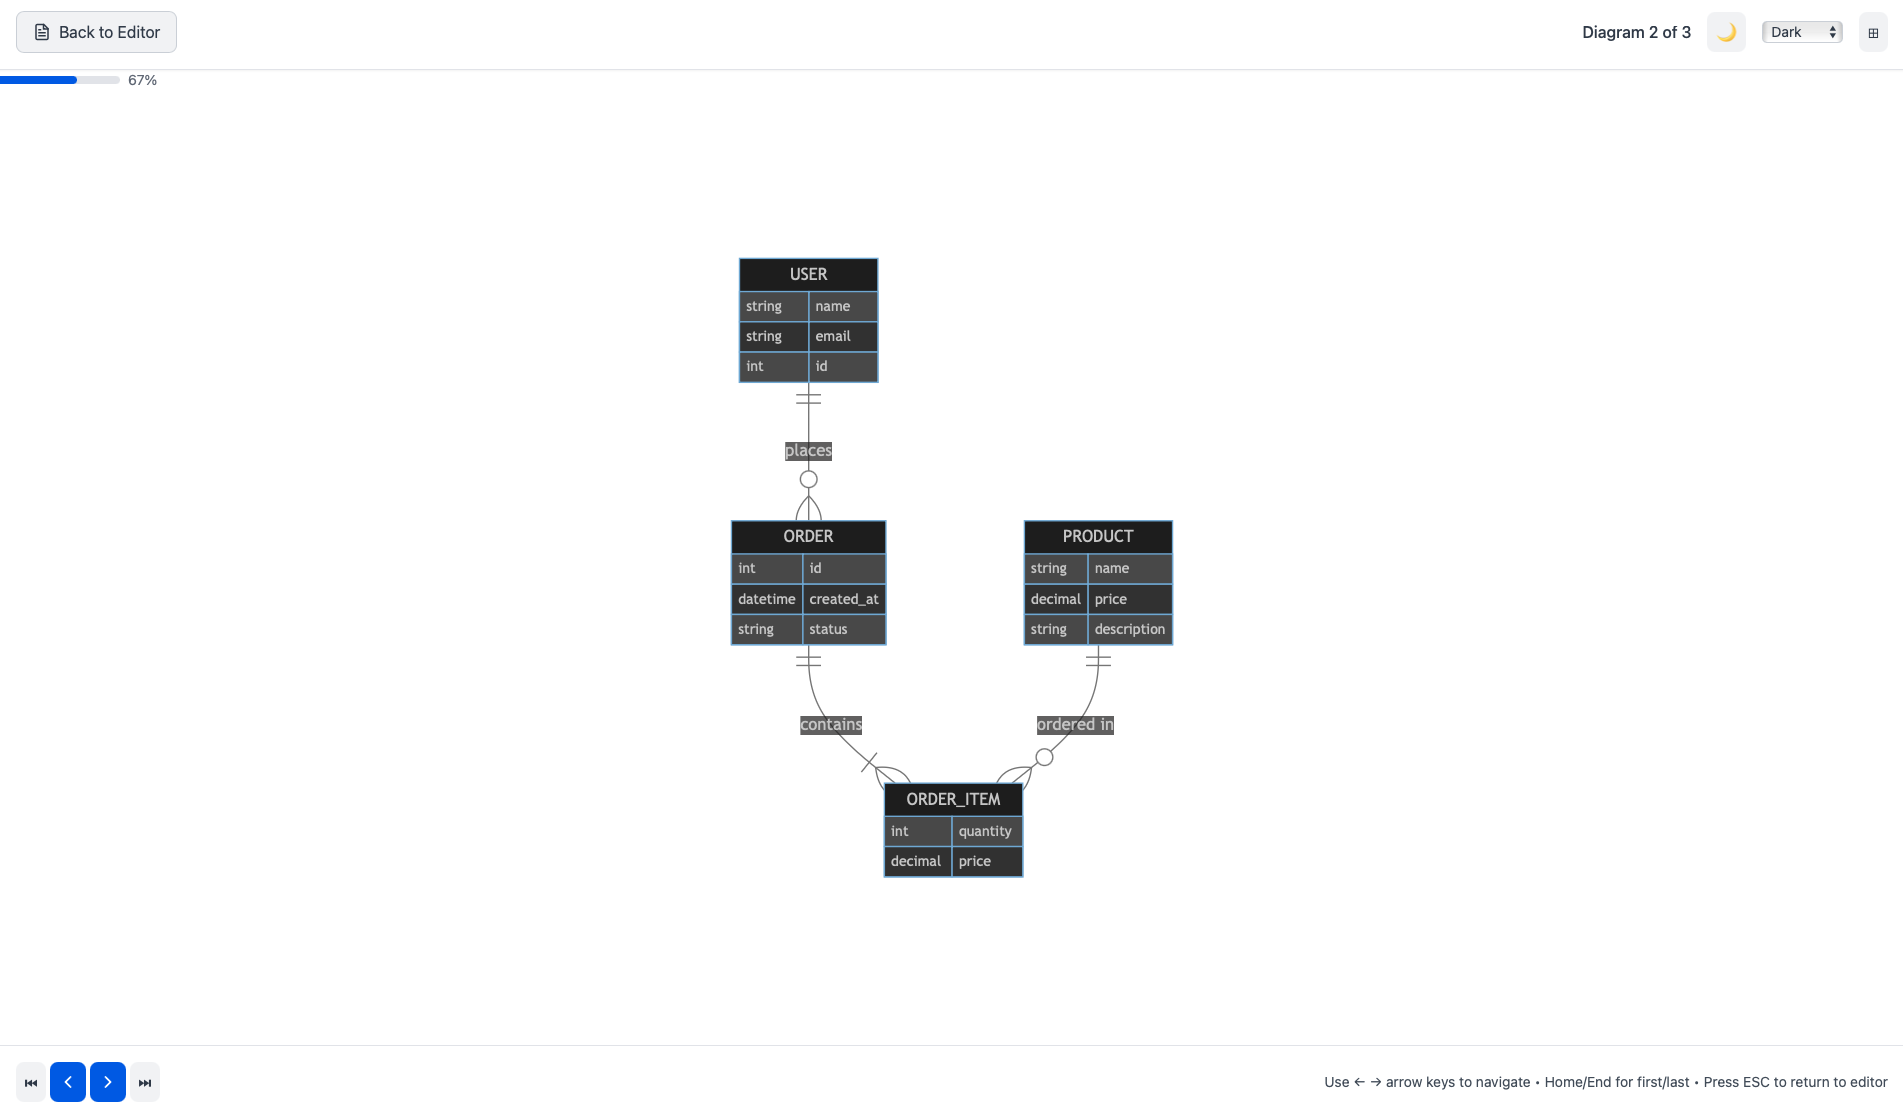 Back to Editor
Diagram 2 of 3
Dark
67%
USER
string name
string email
int id
places
ORDER
int id
datetime created_at
string status
PRODUCT
string name
decimal price
string description
contains
ordered in
ORDER_ITEM
int quantity
decimal price
Use ← → arrow keys to navigate • Home/End for first/last • Press ESC to return to editor